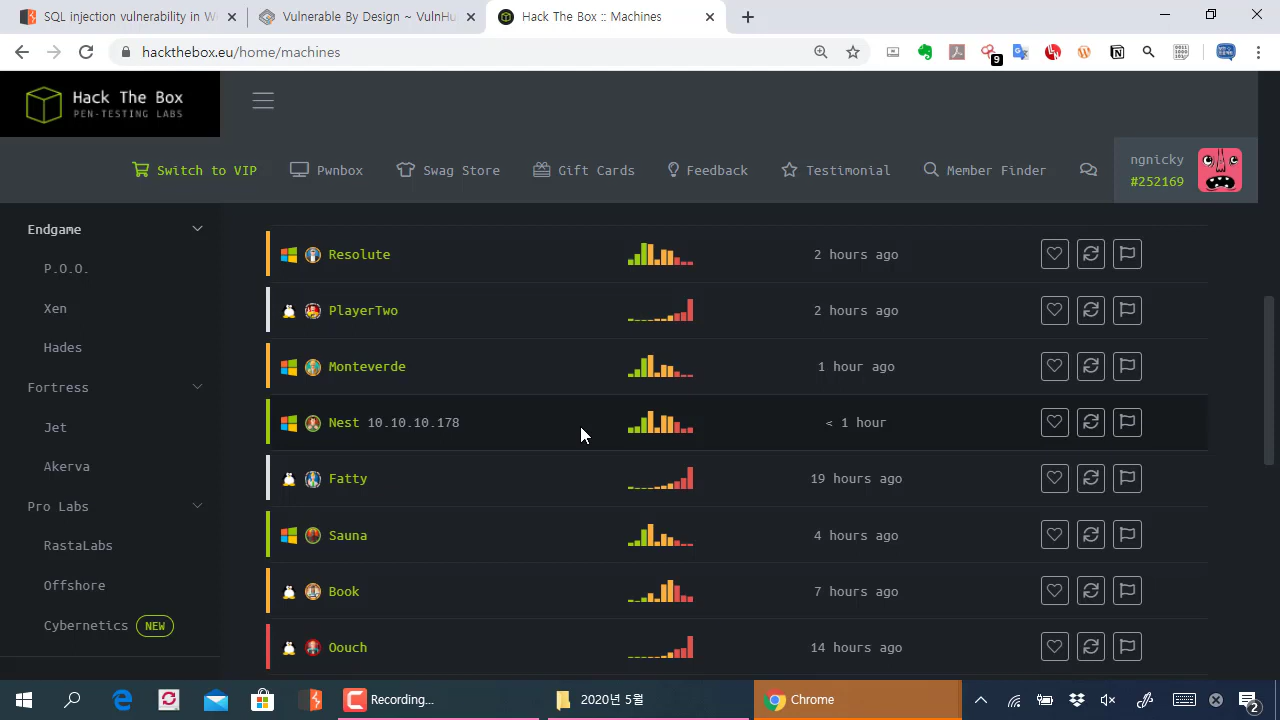 SQL injection vulnerability in W
Vulnerable By Design ~ VulnHu
Hack The Box :: Machines
hackthebox.eu/home/machines
9
Hack The Box
PEN-TESTING LABS
Switch to VIP
Pwnbox
Swag Store
Gift Cards
Feedback
Testimonial
Member Finder
ngnicky
#252169
Endgame
P.O.O.
Xen
Hades
Fortress
Jet
Akerva
Pro Labs
RastaLabs
Offshore
Cybernetics NEW
Resolute 2 hours ago
PlayerTwo 2 hours ago
Monteverde 1 hour ago
Nest 10.10.10.178 < 1 hour
Fatty 19 hours ago
Sauna 4 hours ago
Book 7 hours ago
Oouch 14 hours ago
Recording...
2020년 5월
Chrome
2